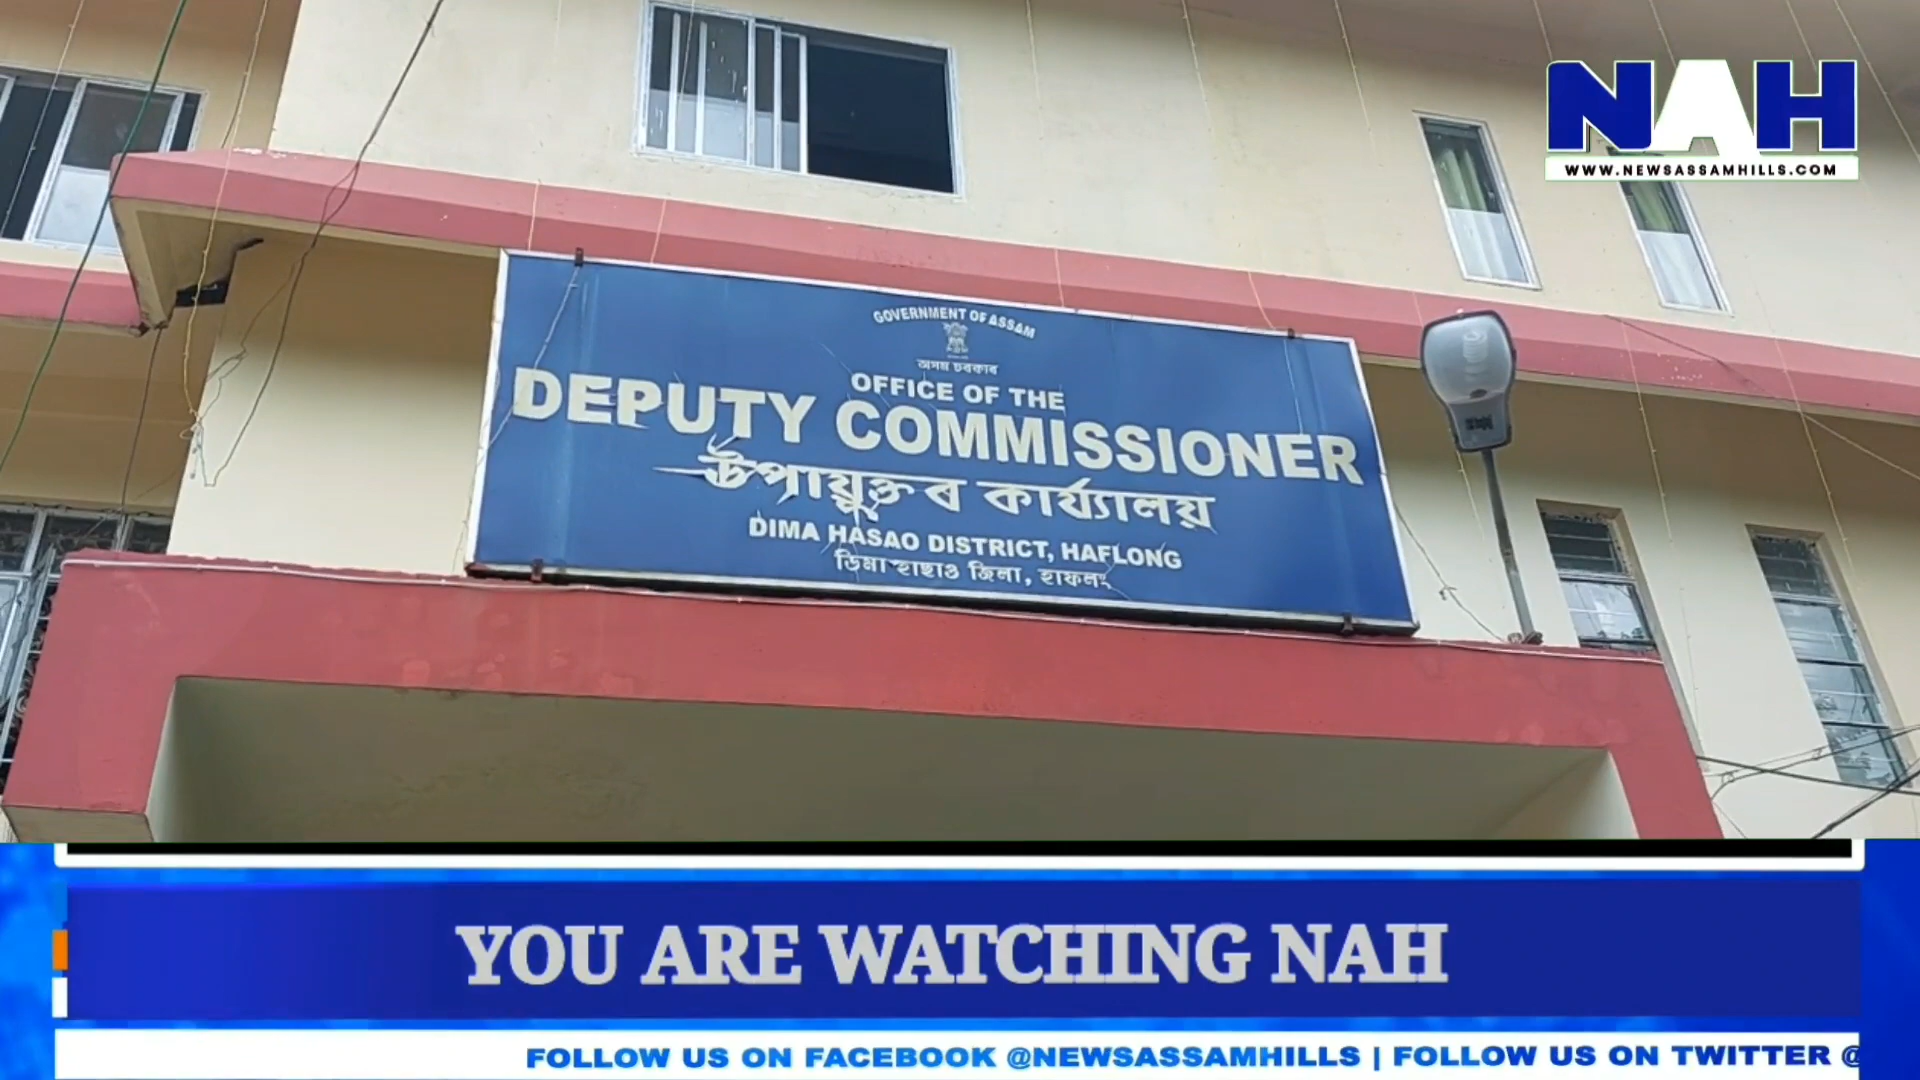 NAH
WWW.NEWSASSAMHILLS.COM
GOVERNMENT OF ASSAM
অসম চৰকাৰ
OFFICE OF THE
DEPUTY COMMISSIONER
উপায়ুক্তৰ কাৰ্য্যালয়
DIMA HASAO DISTRICT, HAFLONG
ডিমা হাছাও জিলা, হাফলং
YOU ARE WATCHING NAH
FOLLOW US ON FACEBOOK @NEWSASSAMHILLS | FOLLOW US ON TWITTER @